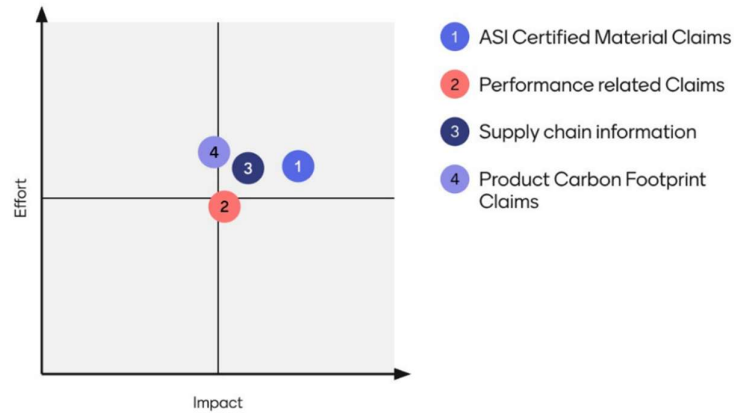 1 ASI Certified Material Claims
2 Performance related Claims
3 Supply chain information
4 Product Carbon Footprint
Claims
4
3
1
2
Effort
Impact